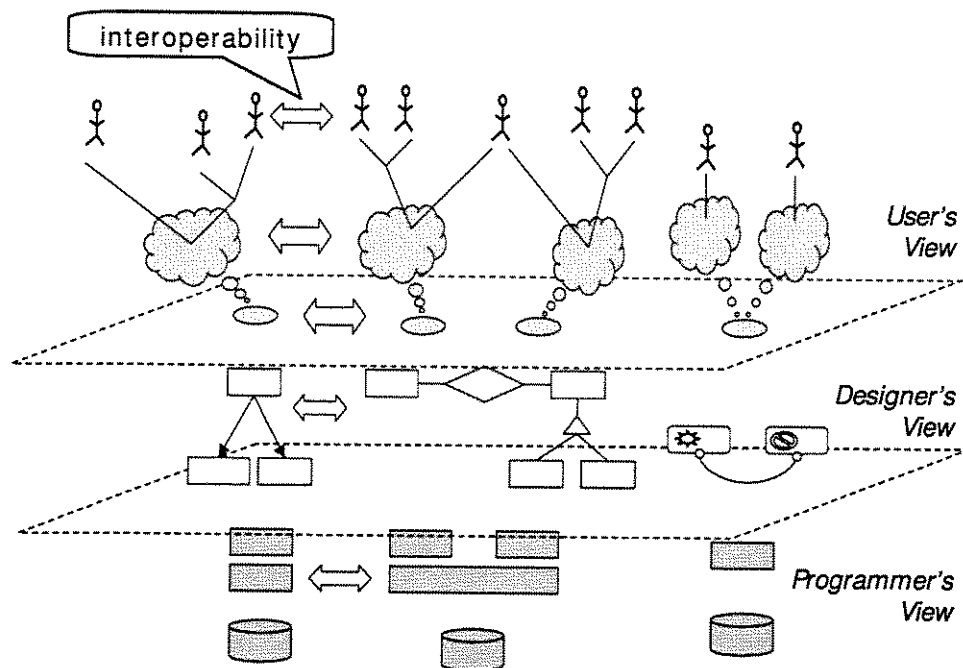 interoperability
User's
View
Designer's
View
Programmer's
View